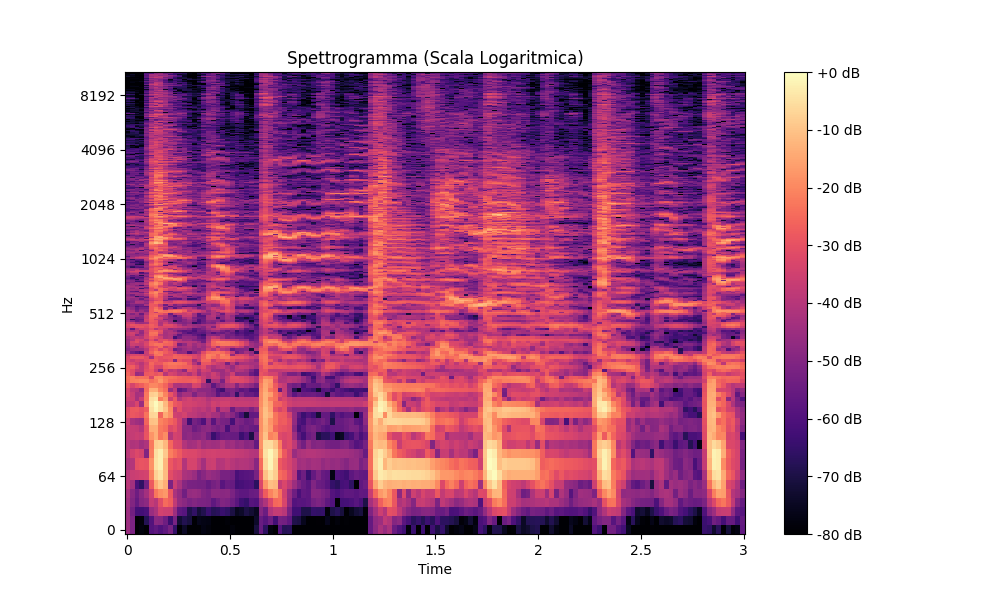 Spettrogramma (Scala Logaritmica)
Hz
8192
4096
2048
1024
512
256
128
64
0
0 0.5 1 1.5 2 2.5 3
Time
+0 dB
-10 dB
-20 dB
-30 dB
-40 dB
-50 dB
-60 dB
-70 dB
-80 dB